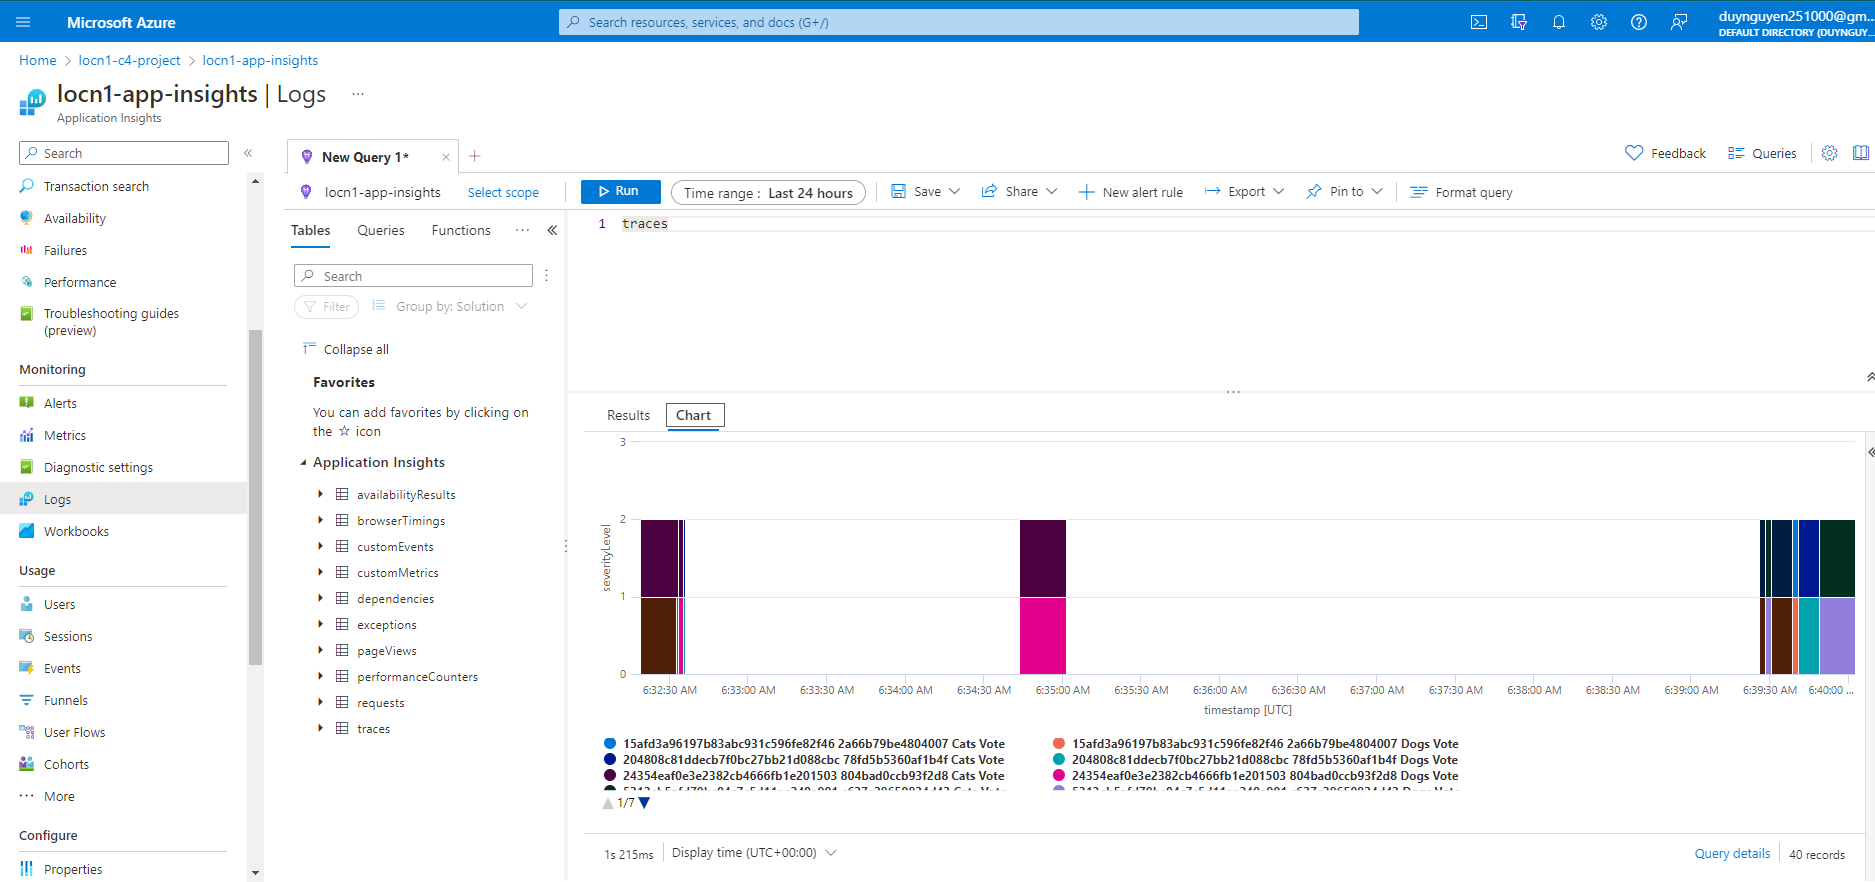 Microsoft Azure
Search resources, services, and docs (G+/)
duynguyen251000@gm...
DEFAULT DIRECTORY (DUYNGUY...
Home > locn1-c4-project > locn1-app-insights
locn1-app-insights | Logs ...
Application Insights
Search
Transaction search
Availability
Failures
Performance
Troubleshooting guides
(preview)
Monitoring
Alerts
Metrics
Diagnostic settings
Logs
Workbooks
Usage
Users
Sessions
Events
Funnels
User Flows
Cohorts
More
Configure
Properties
New Query 1*
Feedback
Queries
locn1-app-insights
Select scope
Run
Time range : Last 24 hours
Save
Share
New alert rule
Export
Pin to
Format query
Tables
Queries
Functions
Search
Filter
Group by: Solution
Collapse all
Favorites
You can add favorites by clicking on
the ☆ icon
Application Insights
availabilityResults
browserTimings
customEvents
customMetrics
dependencies
exceptions
pageViews
performanceCounters
requests
traces
1 traces
Results
Chart
3
2
1
0
severityLevel
6:32:30 AM 6:33:00 AM 6:33:30 AM 6:34:00 AM 6:34:30 AM 6:35:00 AM 6:35:30 AM 6:36:00 AM 6:36:30 AM 6:37:00 AM 6:37:30 AM 6:38:00 AM 6:38:30 AM 6:39:00 AM 6:39:30 AM 6:40:00 ...
timestamp [UTC]
15afd3a96197b83abc931c596fe82f46 2a66b79be4804007 Cats Vote
15afd3a96197b83abc931c596fe82f46 2a66b79be4804007 Dogs Vote
204808c81ddecb7f0bc27bb21d088cbc 78fd5b5360af1b4f Cats Vote
204808c81ddecb7f0bc27bb21d088cbc 78fd5b5360af1b4f Dogs Vote
24354eaf0e3e2382cb4666fb1e201503 804bad0ccb93f2d8 Cats Vote
24354eaf0e3e2382cb4666fb1e201503 804bad0ccb93f2d8 Dogs Vote
Cats Vote
Dogs Vote
1/7
1s 215ms
Display time (UTC+00:00)
Query details
40 records